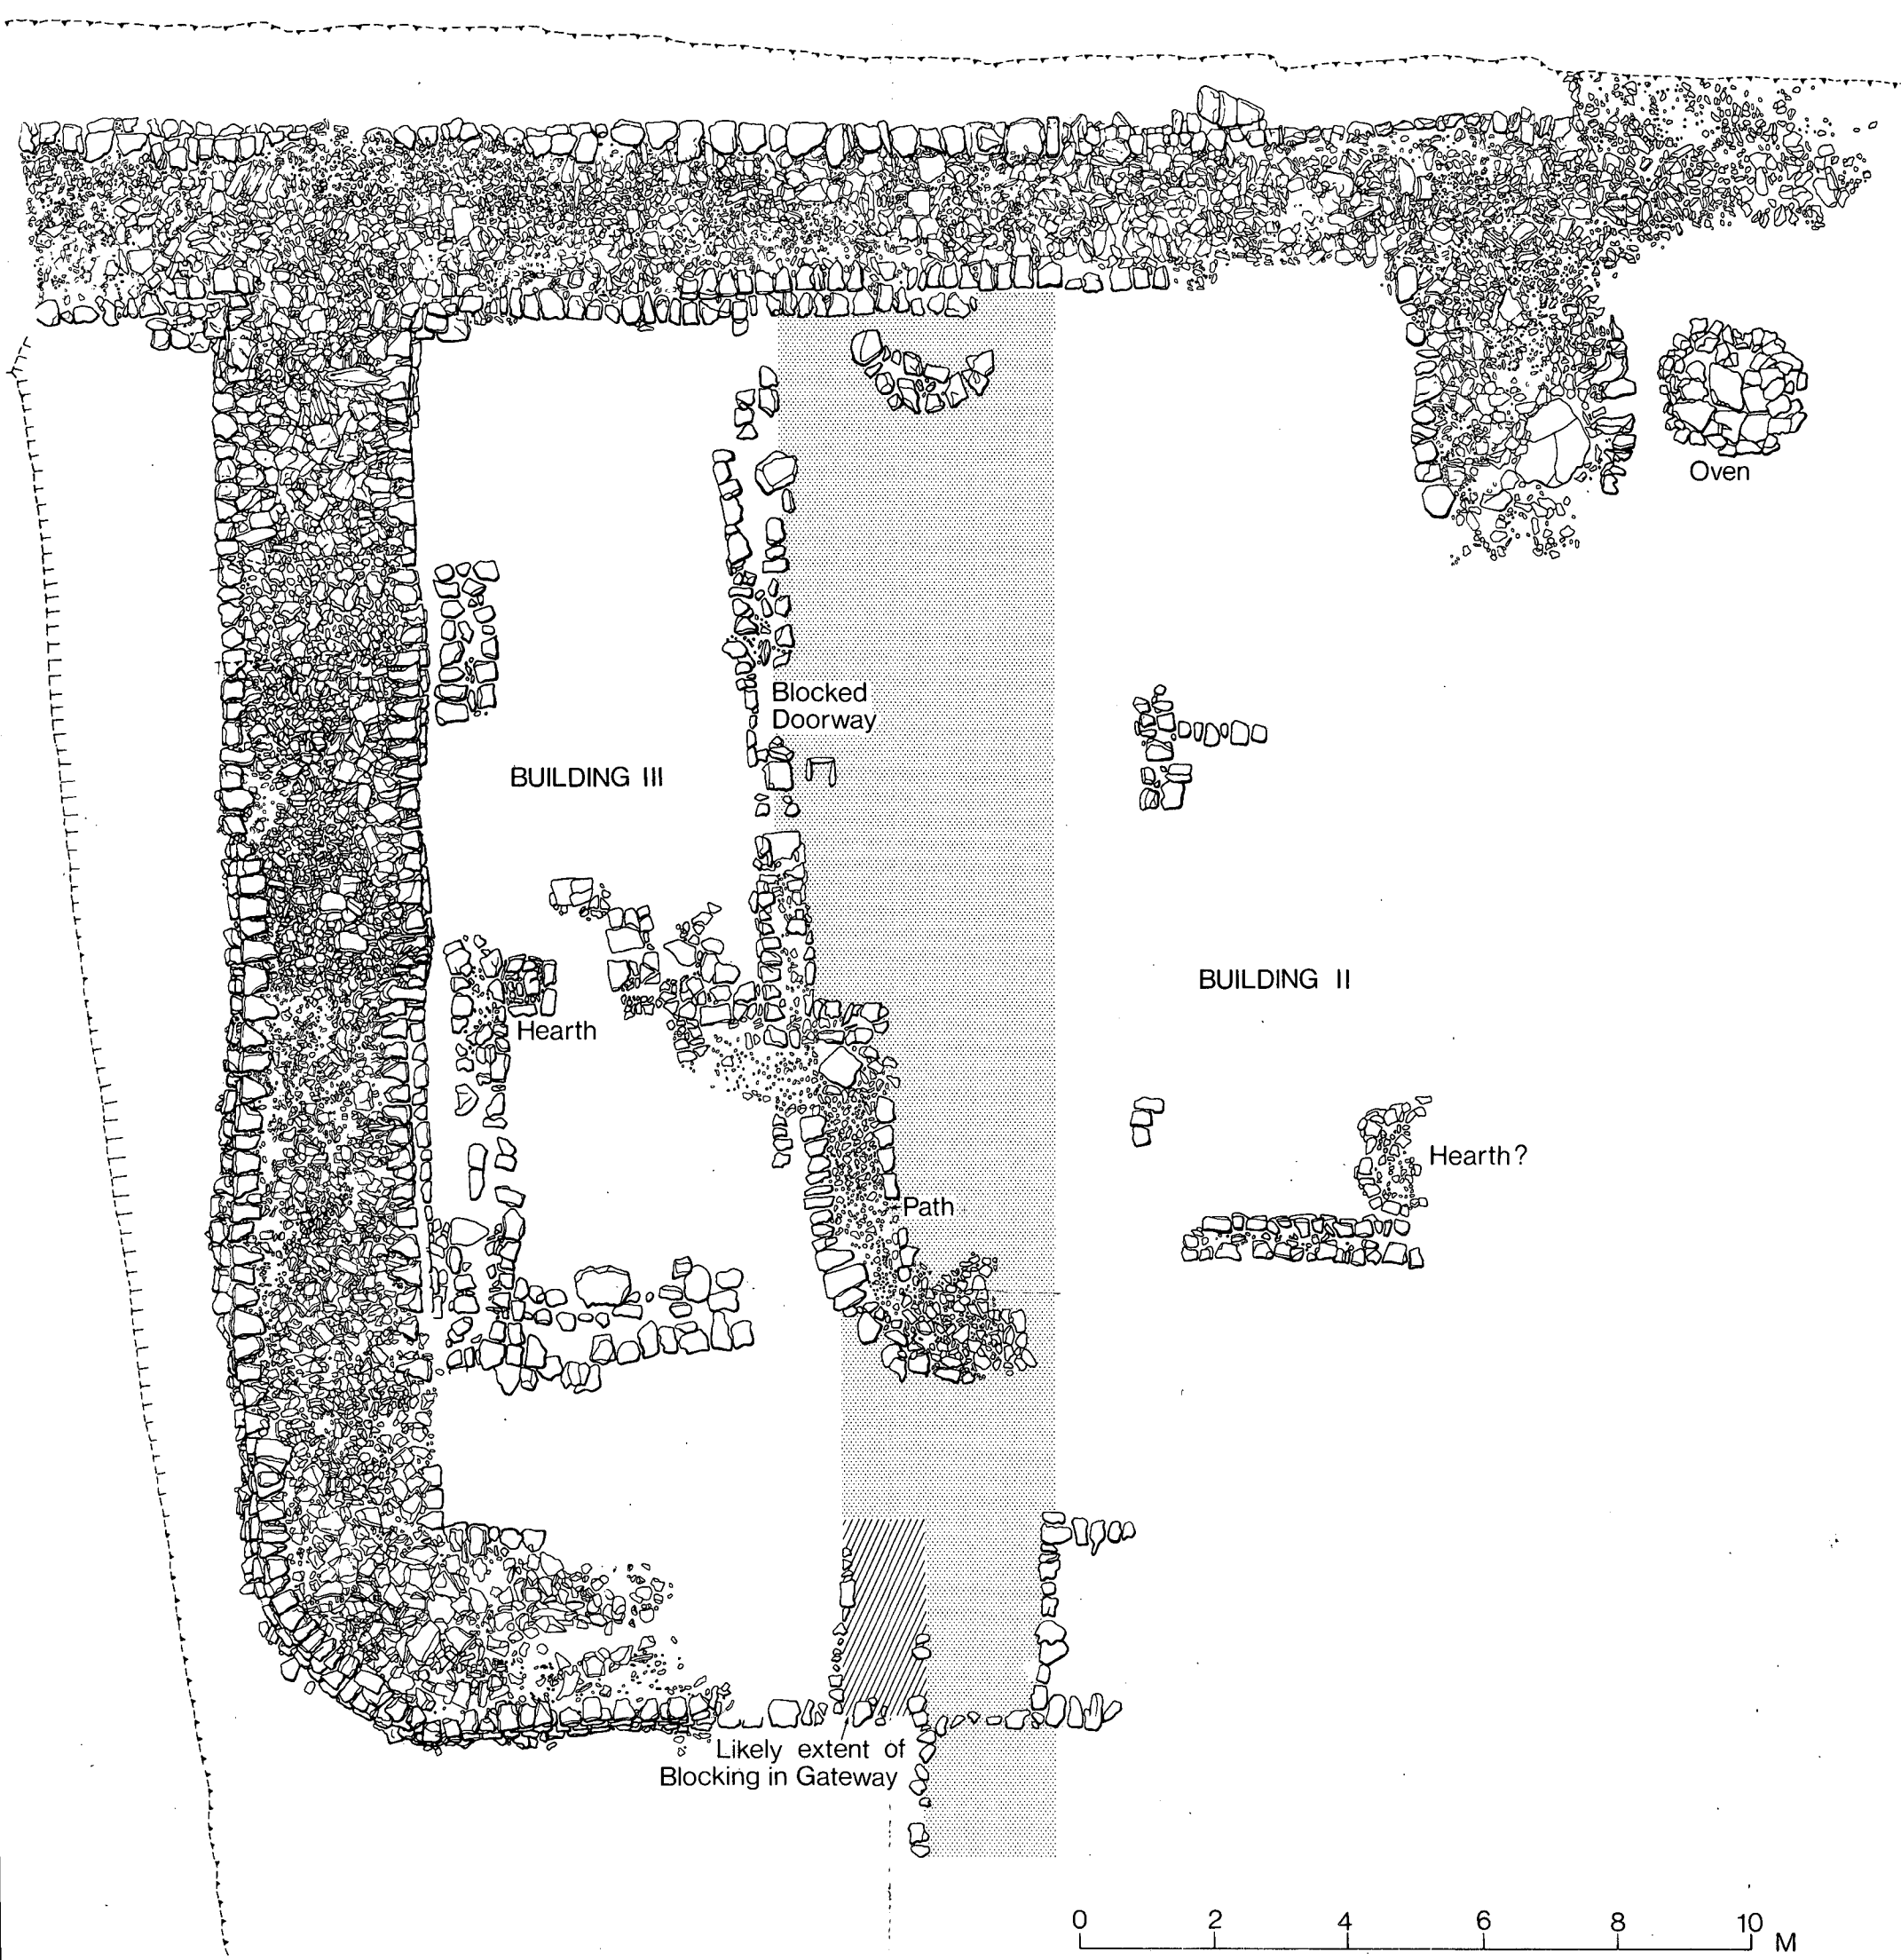 Oven
Blocked
Doorway
BUILDING III
BUILDING II
Hearth
Hearth?
Path
Likely extent of
Blocking in Gateway
0 2 4 6 8 10 M